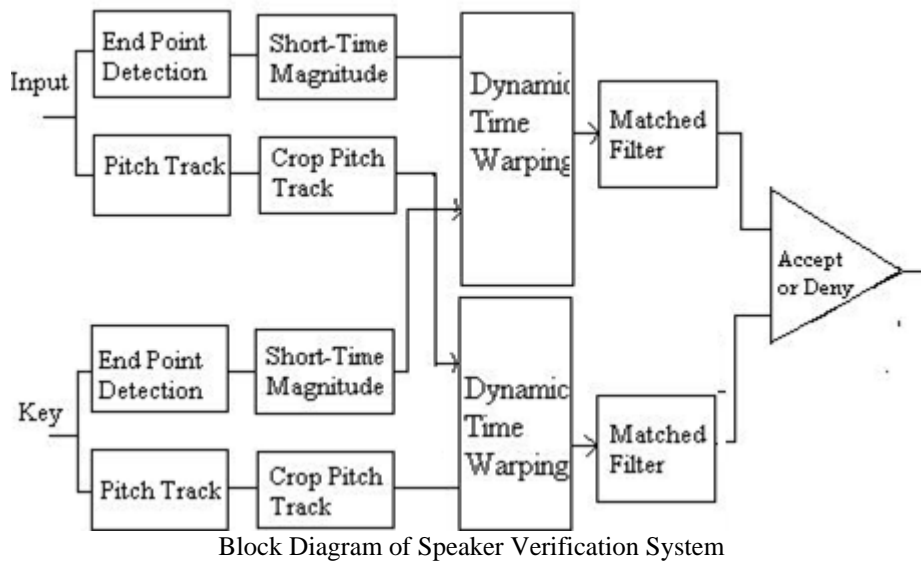 End Point
Detection
Short-Time
Magnitude
Input
Pitch Track
Crop Pitch
Track
Dynamic
Time
Warping
Matched
Filter
Accept
or Deny
End Point
Detection
Short-Time
Magnitude
Key
Pitch Track
Crop Pitch
Track
Dynamic
Time
Warping
Matched
Filter
Block Diagram of Speaker Verification System